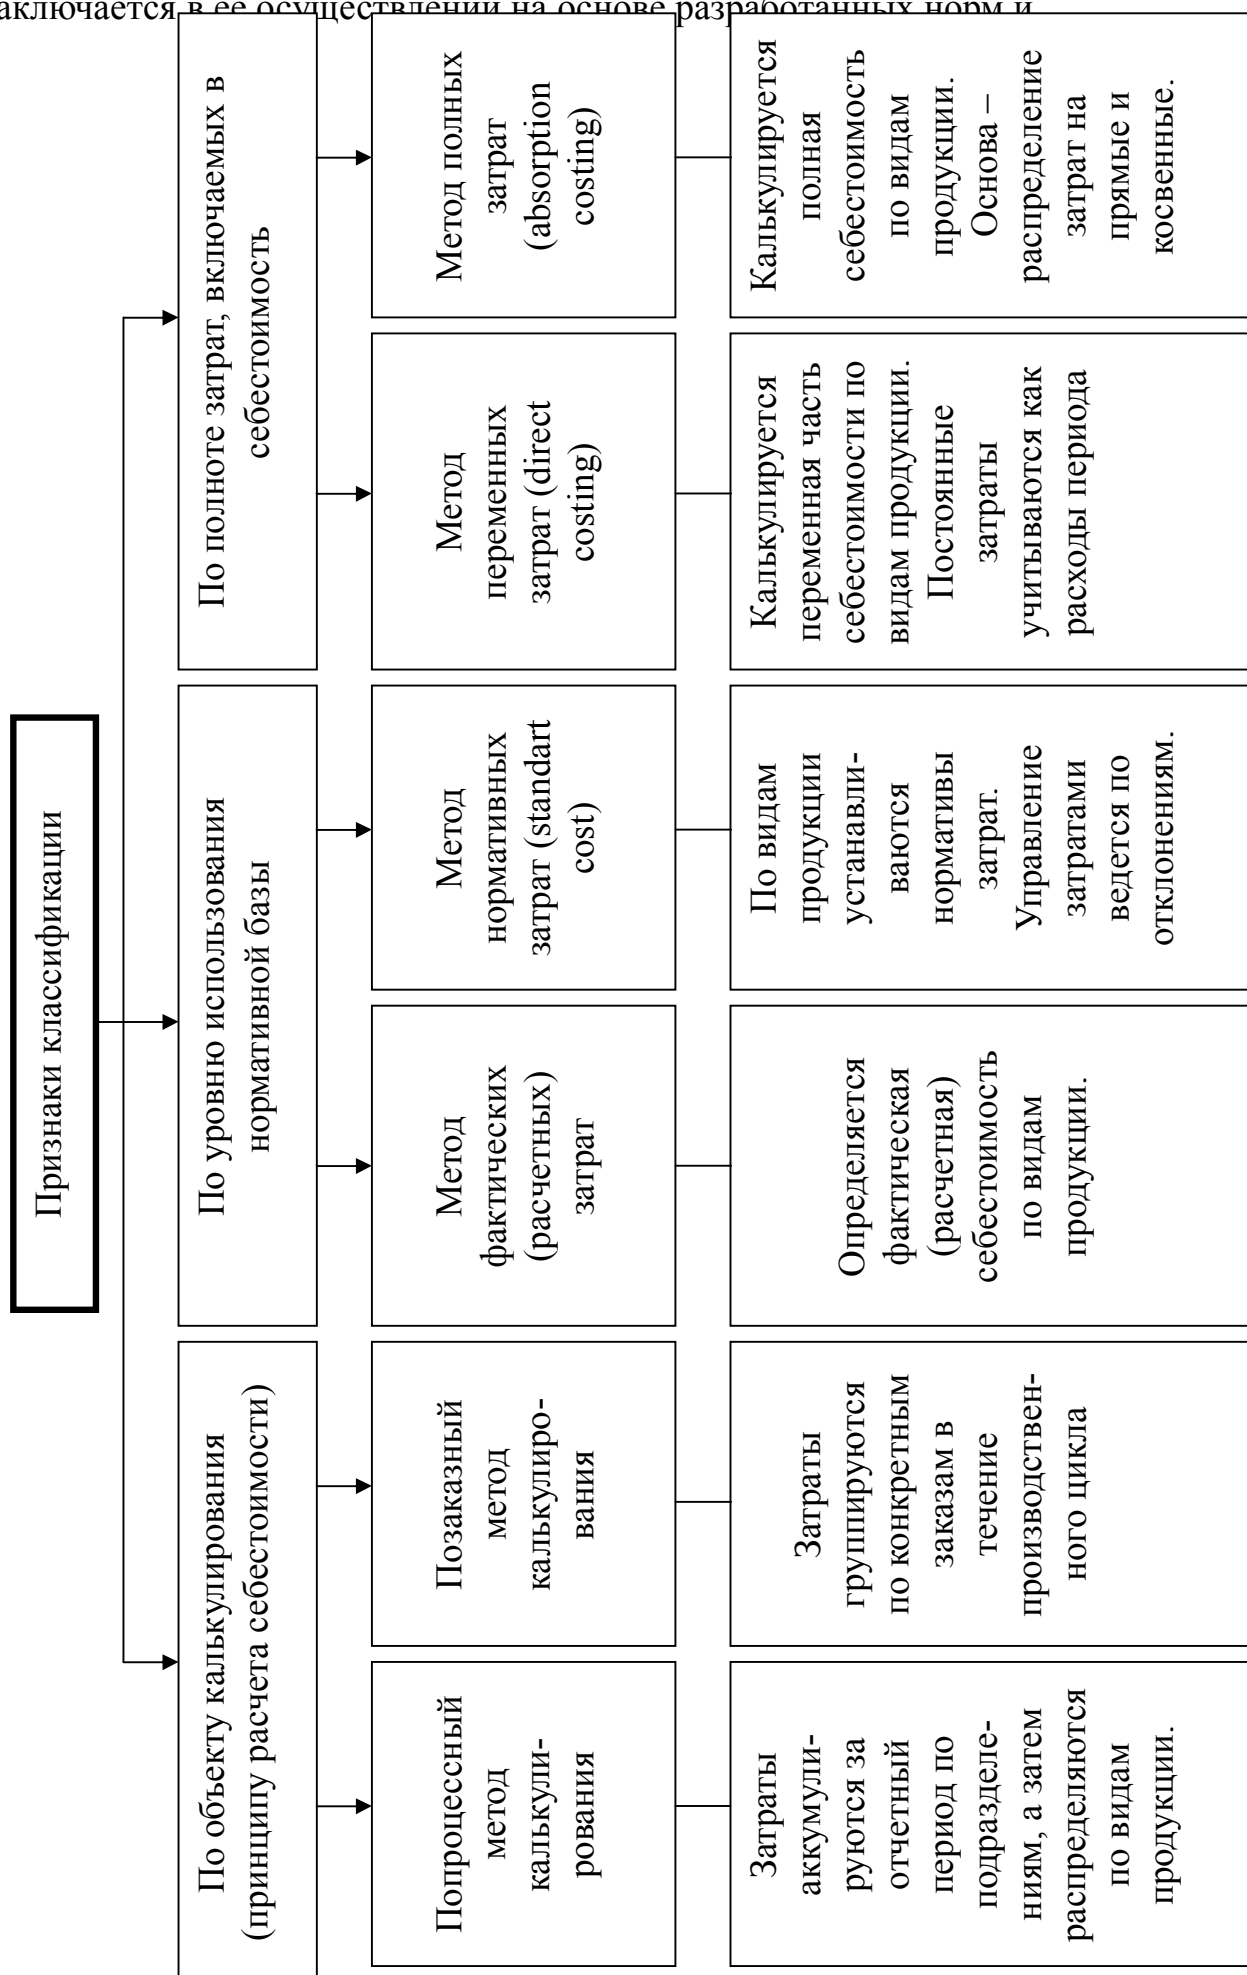 аключается в ее осуществлении на основе разработанных норм и
Признаки классификации
По объекту калькулирования
(принципу расчета себестоимости)
По уровню использования
нормативной базы
По полноте затрат, включаемых в
себестоимость
Попроцессный
метод
калькули-
рования
Позаказный
метод
калькулиро-
вания
Метод
фактических
(расчетных)
затрат
Метод
нормативных
затрат (standart
cost)
Метод
переменных
затрат (direct
costing)
Метод полных
затрат
(absorption
costing)
Затраты
аккумули-
руются за
отчетный
период по
подразделе-
ниям, а затем
распределяются
по видам
продукции.
Затраты
группируются
по конкретным
заказам в
течение
производствен-
ного цикла
Определяется
фактическая
(расчетная)
себестоимость
по видам
продукции.
По видам
продукции
устанавли-
ваются
нормативы
затрат.
Управление
затратами
ведется по
отклонениям.
Калькулируется
переменная часть
себестоимости по
видам продукции.
Постоянные
затраты
учитываются как
расходы периода
Калькулируется
полная
себестоимость
по видам
продукции.
Основа –
распределение
затрат на
прямые и
косвенные.